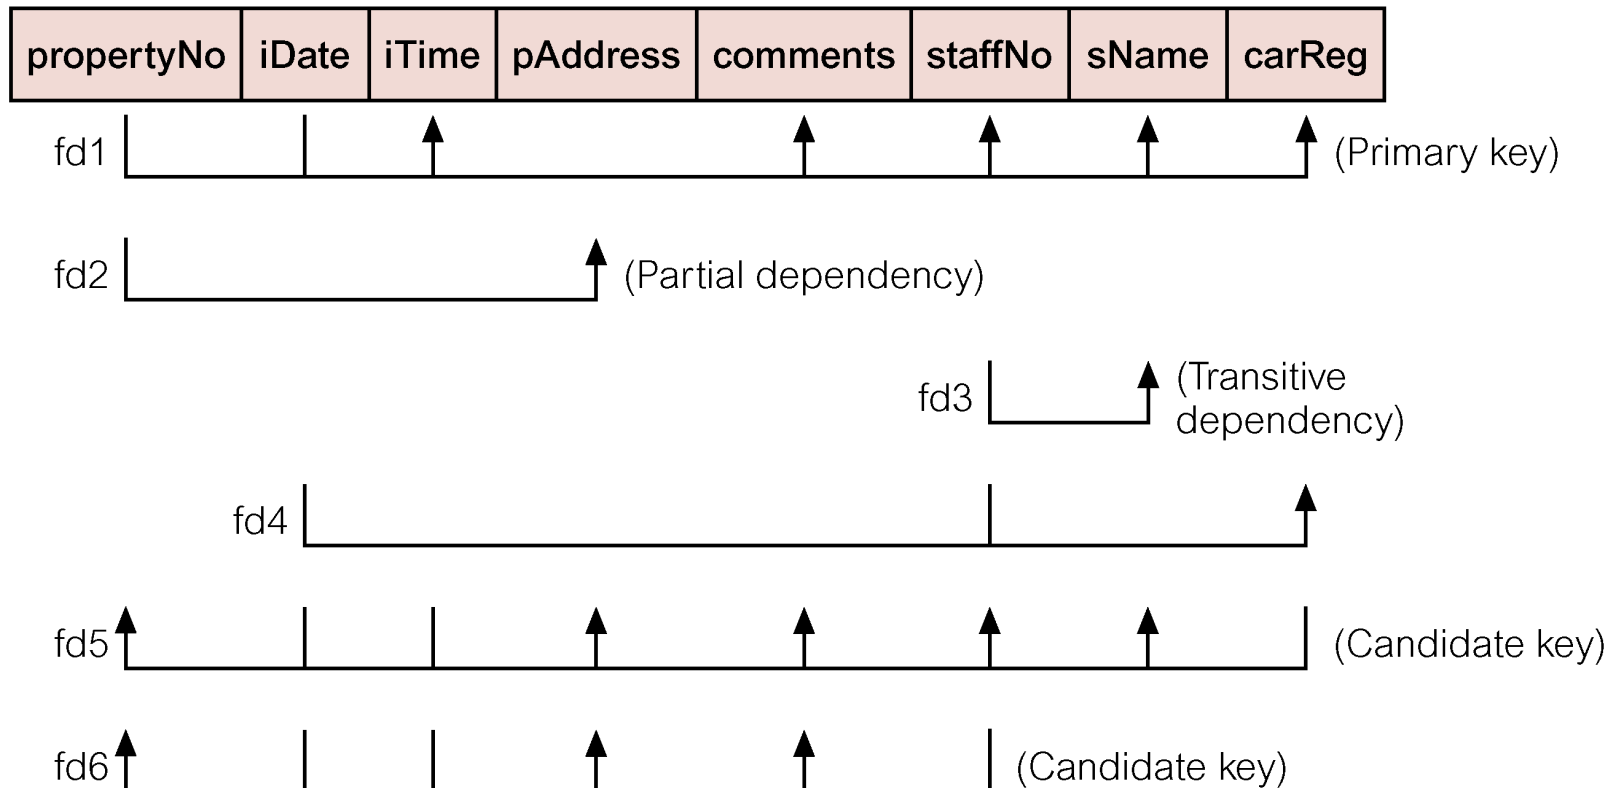 propertyNo iDate iTime pAddress comments staffNo sName carReg
fd1 (Primary key)
fd2 (Partial dependency)
fd3 (Transitive
dependency)
fd4
fd5 (Candidate key)
fd6 (Candidate key)